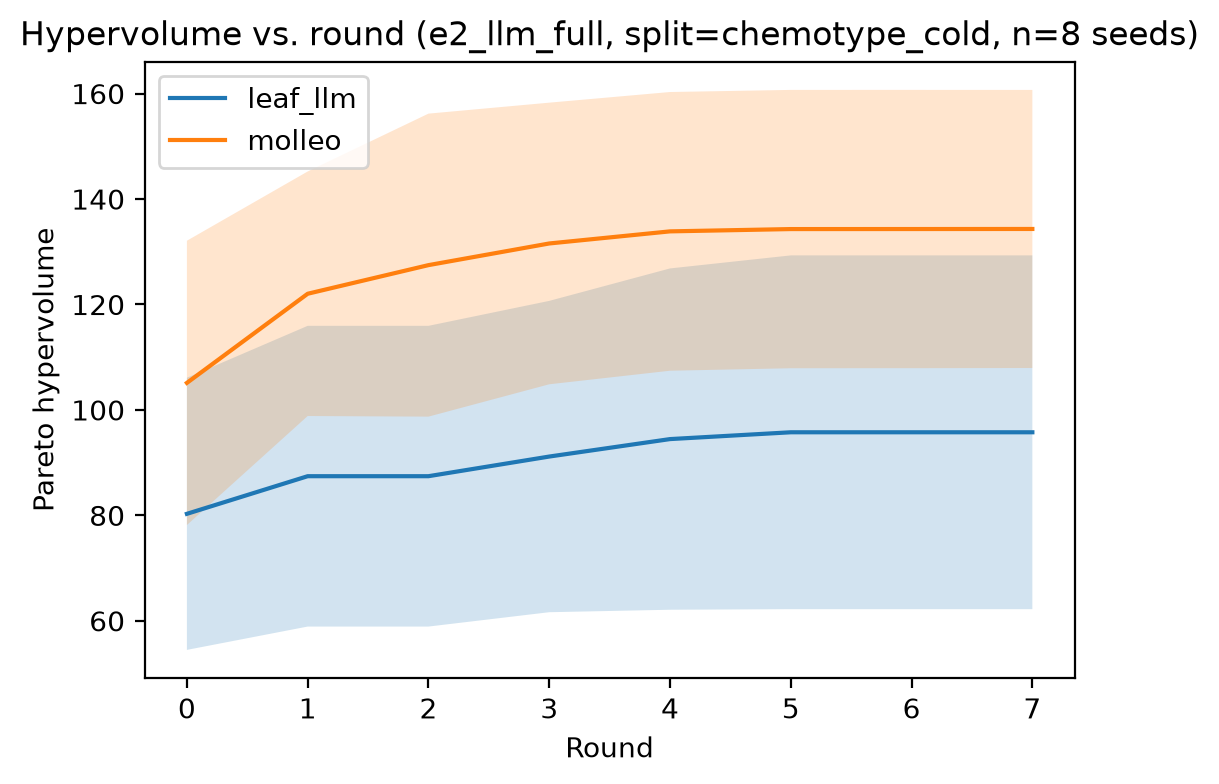 Hypervolume vs. round (e2_llm_full, split=chemotype_cold, n=8 seeds)
leaf_llm
molleo
160
140
120
100
80
60
Pareto hypervolume
0 1 2 3 4 5 6 7
Round